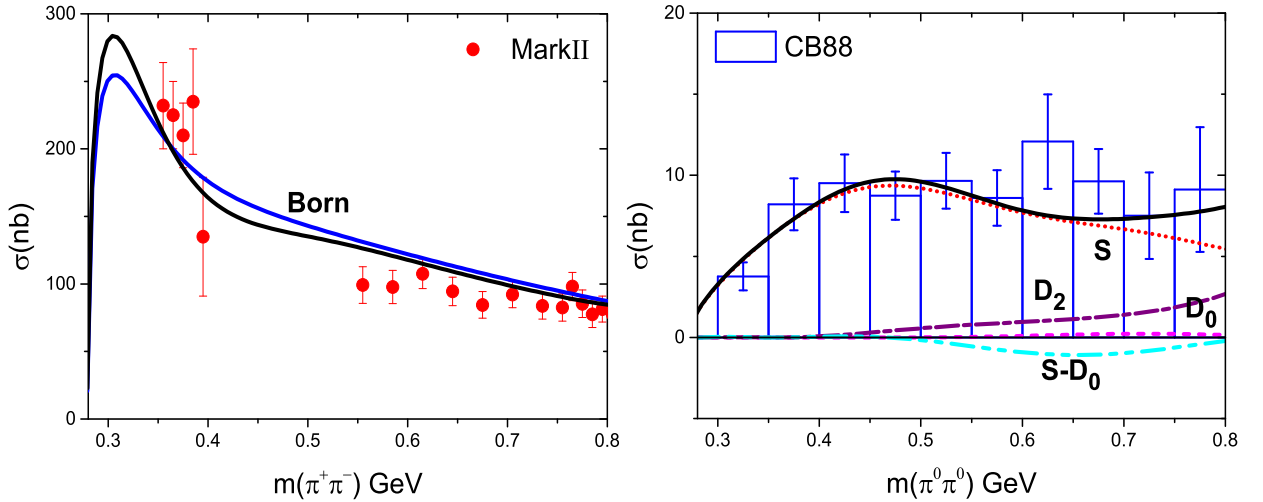 300
200
100
0
σ(nb)
MarkII
Born
0.3 0.4 0.5 0.6 0.7 0.8
m(π⁺π⁻) GeV
20
10
0
σ(nb)
CB88
S
D₂
D₀
S-D₀
0.3 0.4 0.5 0.6 0.7 0.8
m(π⁰π⁰) GeV